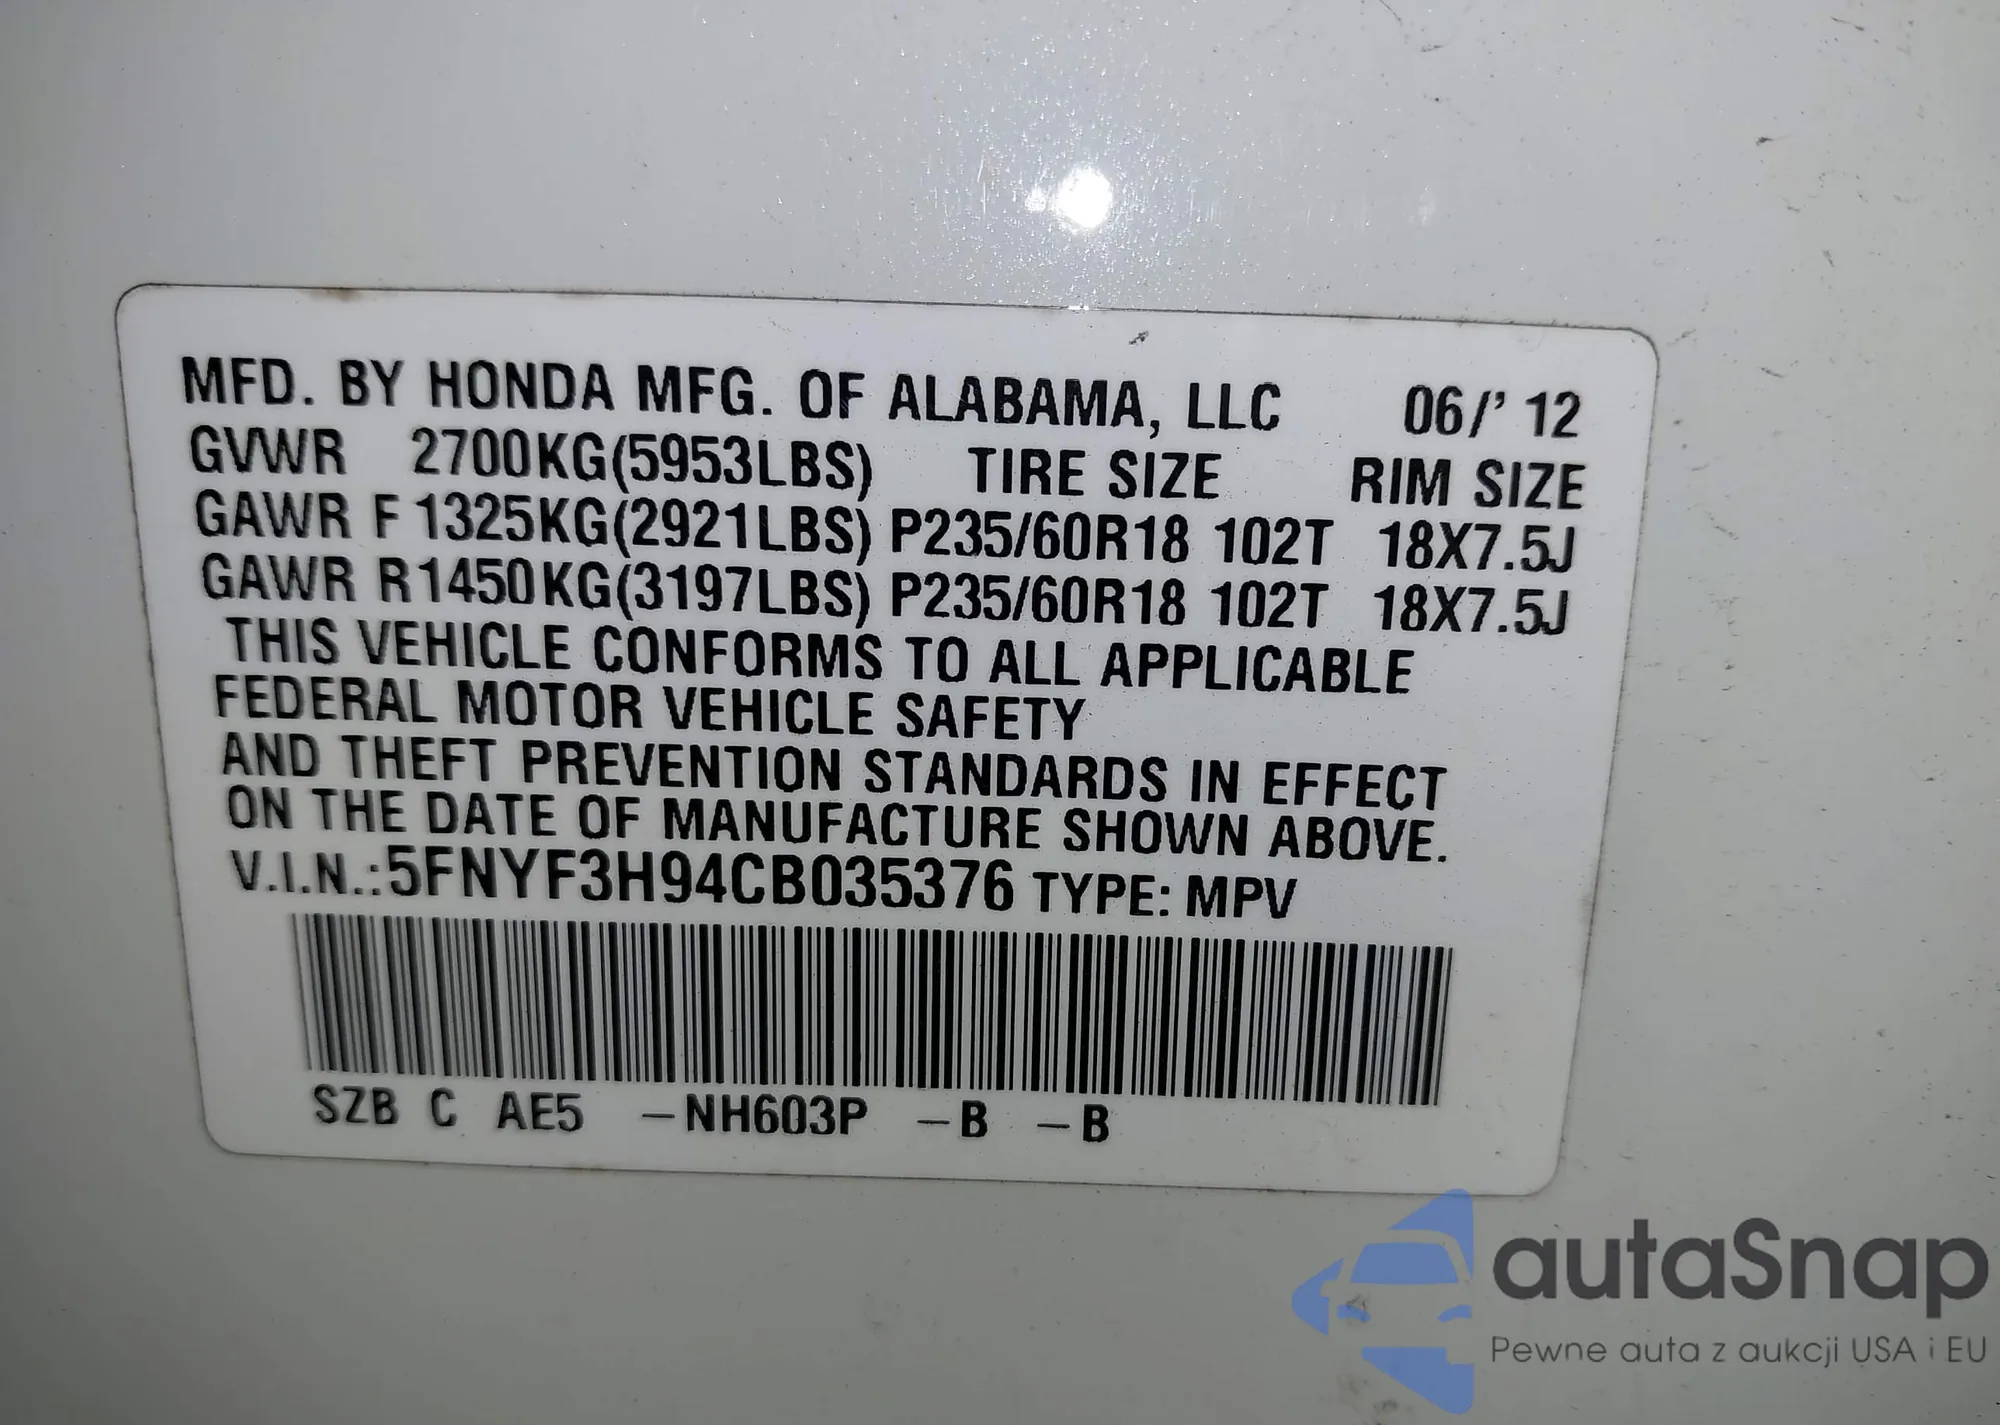 MFD. BY HONDA MFG. OF ALABAMA, LLC 06/' 12
GVWR 2700KG(5953LBS) TIRE SIZE RIM SIZE
GAWR F 1325KG(2921LBS) P235/60R18 102T 18X7.5J
GAWR R1450KG(3197LBS) P235/60R18 102T 18X7.5J
THIS VEHICLE CONFORMS TO ALL APPLICABLE
FEDERAL MOTOR VEHICLE SAFETY
AND THEFT PREVENTION STANDARDS IN EFFECT
ON THE DATE OF MANUFACTURE SHOWN ABOVE.
V.I.N.:5FNYF3H94CB035376 TYPE: MPV
SZB C AE5 –NH603P –B –B
autaSnap
Pewne auta z aukcji USA i EU